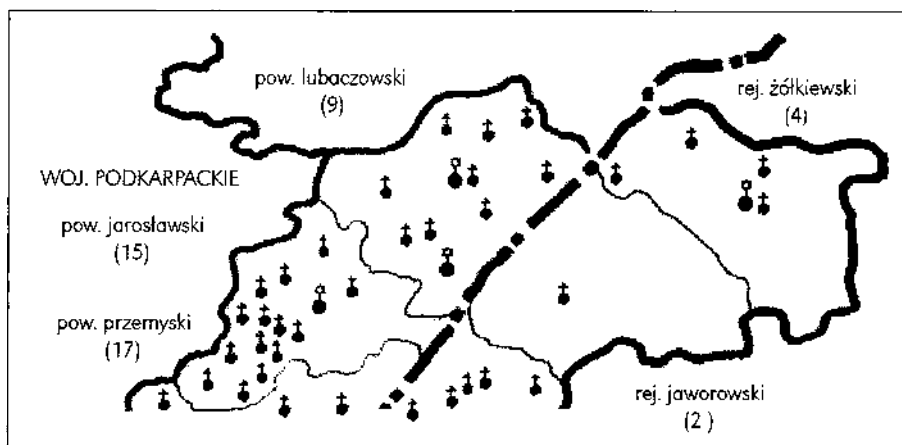 pow. lubaczowski
(9)
rej. żółkiewski
(4)
WOJ. PODKARPACKIE
pow. jarosławski
(15)
pow. przemyski
(17)
rej. jaworowski
(2 )